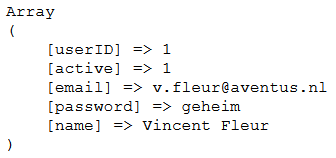 Array
(
    [userID] => 1
    [active] => 1
    [email] => v.fleur@aventus.nl
    [password] => geheim
    [name] => Vincent Fleur
)